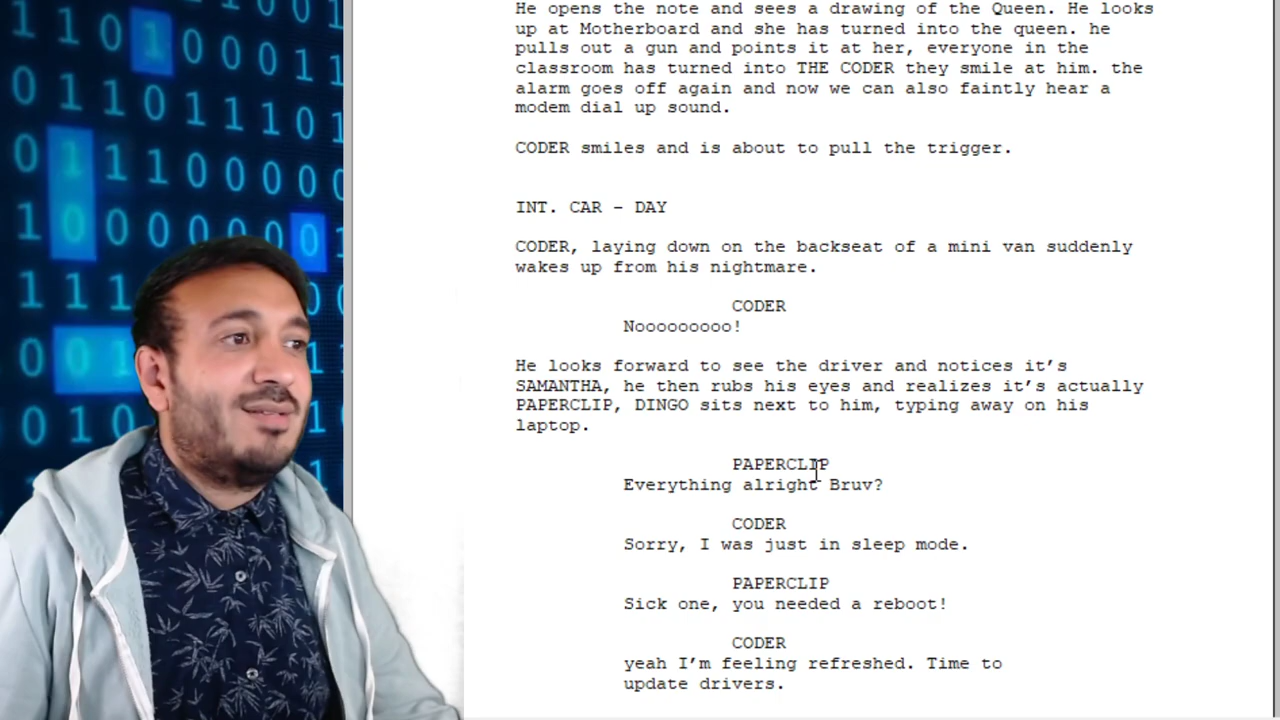 He opens the note and sees a drawing of the Queen. He looks
up at Motherboard and she has turned into the queen. he
pulls out a gun and points it at her, everyone in the
classroom has turned into THE CODER they smile at him. the
alarm goes off again and now we can also faintly hear a
modem dial up sound.
CODER smiles and is about to pull the trigger.
INT. CAR – DAY
CODER, laying down on the backseat of a mini van suddenly
wakes up from his nightmare.
CODER
Nooooooooo!
He looks forward to see the driver and notices it’s
SAMANTHA, he then rubs his eyes and realizes it’s actually
PAPERCLIP, DINGO sits next to him, typing away on his
laptop.
PAPERCLIP
Everything alright Bruv?
CODER
Sorry, I was just in sleep mode.
PAPERCLIP
Sick one, you needed a reboot!
CODER
yeah I’m feeling refreshed. Time to
update drivers.